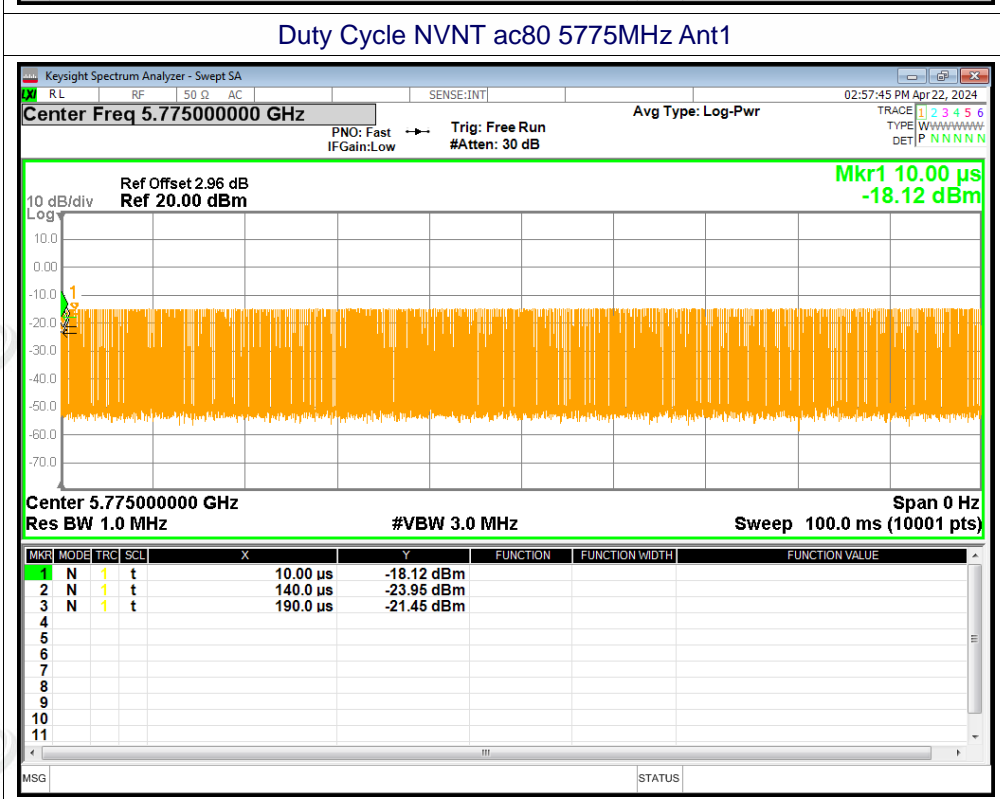 Duty Cycle NVNT ac80 5775MHz Ant1
Keysight Spectrum Analyzer - Swept SA
LXI RL RF 50 Ω AC SENSE:INT 02:57:45 PM Apr 22, 2024
Center Freq 5.775000000 GHz Avg Type: Log-Pwr TRACE 1 2 3 4 5 6
PNO: Fast Trig: Free Run TYPE WWWWWW
IFGain:Low #Atten: 30 dB DET P N N N N N
Mkr1 10.00 µs
Ref Offset 2.96 dB
10 dB/div Ref 20.00 dBm -18.12 dBm
Log
10.0
0.00
-10.0
1
-20.0
-30.0
-40.0
-50.0
-60.0
-70.0
Center 5.775000000 GHz Span 0 Hz
Res BW 1.0 MHz #VBW 3.0 MHz Sweep 100.0 ms (10001 pts)
MKR MODE TRC SCL X Y FUNCTION FUNCTION WIDTH FUNCTION VALUE
1 N 1 t 10.00 µs -18.12 dBm
2 N 1 t 140.0 µs -23.95 dBm
3 N 1 t 190.0 µs -21.45 dBm
4
5
6
7
8
9
10
11
MSG STATUS